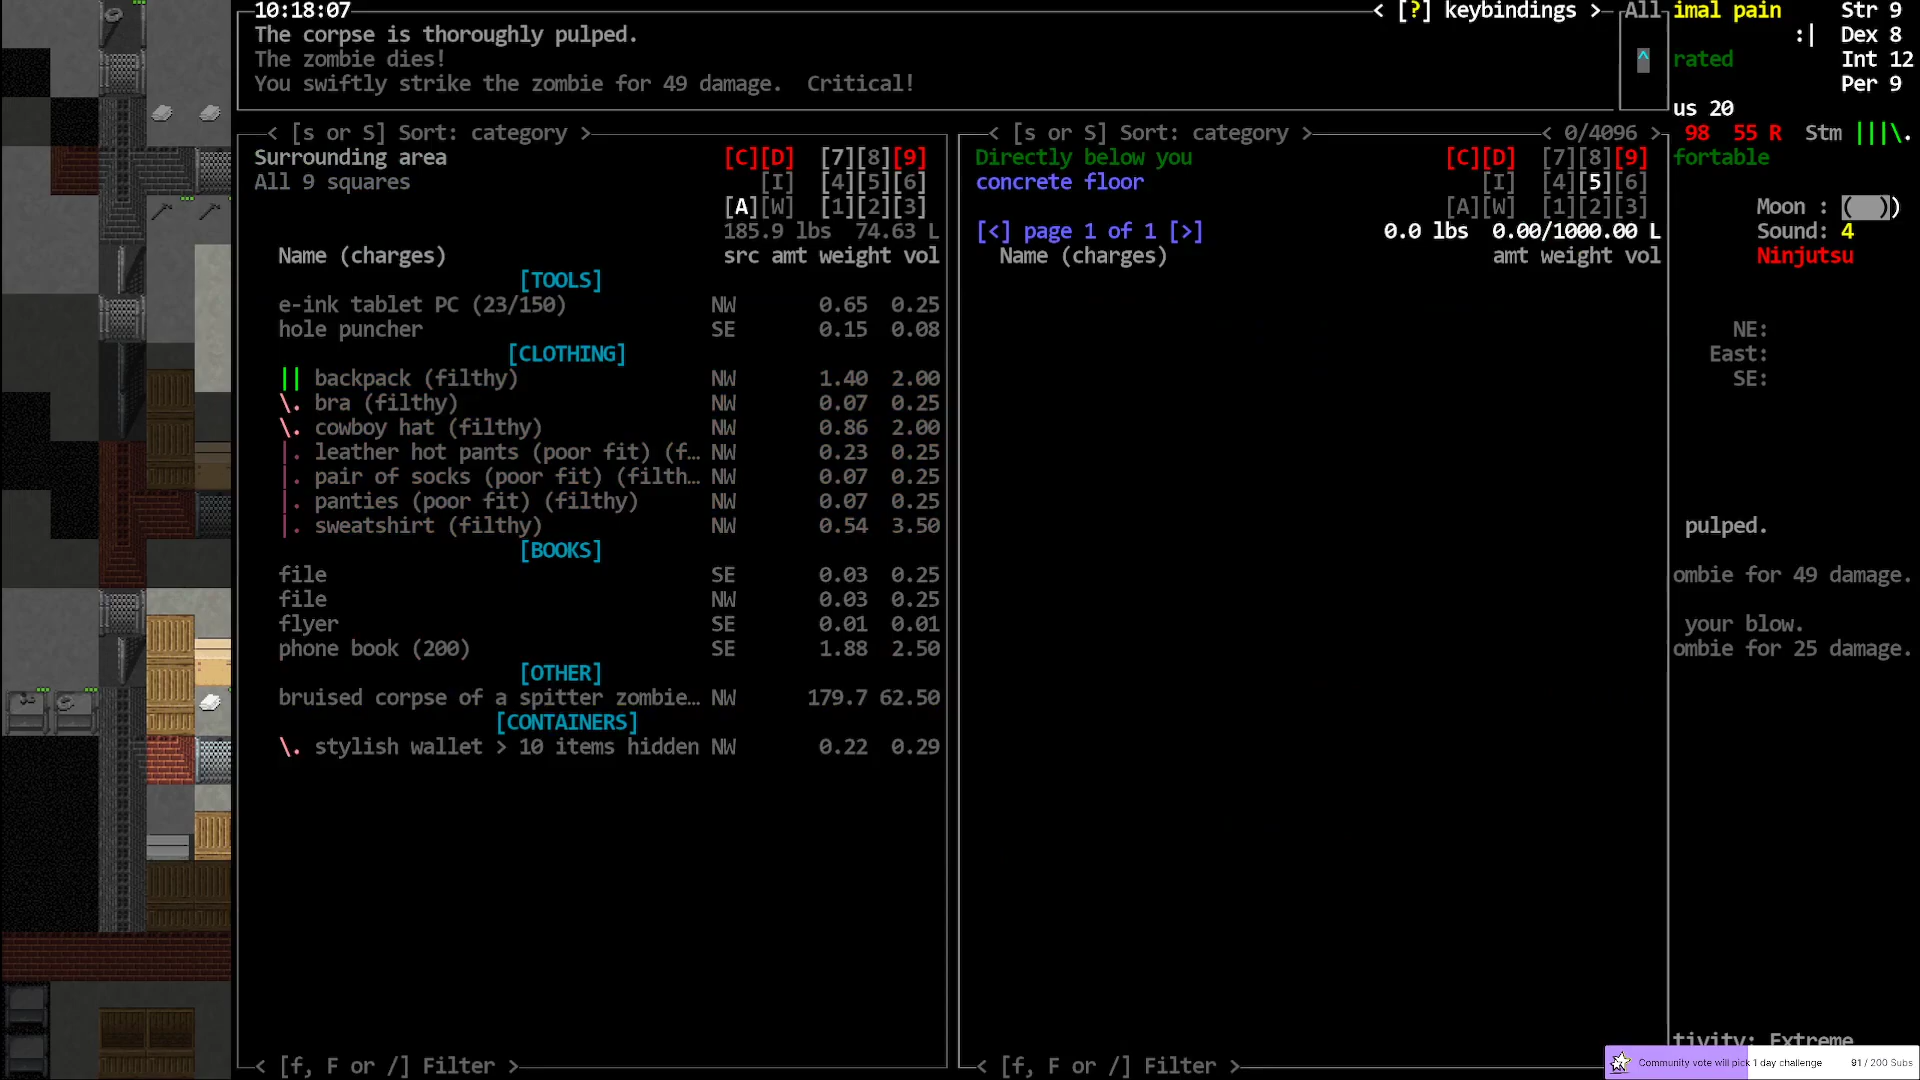 10:18:07
< [?] keybindings >
All
imal pain
Str 9
The corpse is thoroughly pulped.
:|
Dex 8
The zombie dies!
^
rated
Int 12
You swiftly strike the zombie for 49 damage.  Critical!
Per 9
us 20
< [s or S] Sort: category >
< [s or S] Sort: category >
< 0/4096 >
98 55 R Stm |||\.
Surrounding area
[C][D] [7][8][9]
Directly below you
[C][D] [7][8][9]
fortable
All 9 squares
[I] [4][5][6]
concrete floor
[I] [4][5][6]
[A][W] [1][2][3]
[A][W] [1][2][3]
Moon : ( ))
185.9 lbs 74.63 L
[<] page 1 of 1 [>]
0.0 lbs 0.00/1000.00 L
Sound: 4
Name (charges)
src amt weight vol
Name (charges)
amt weight vol
Ninjutsu
[TOOLS]
e-ink tablet PC (23/150) NW 0.65 0.25
hole puncher SE 0.15 0.08
NE:
[CLOTHING]
East:
|| backpack (filthy) NW 1.40 2.00
SE:
\. bra (filthy) NW 0.07 0.25
\. cowboy hat (filthy) NW 0.86 2.00
|. leather hot pants (poor fit) (f… NW 0.23 0.25
|. pair of socks (poor fit) (filth… NW 0.07 0.25
|. panties (poor fit) (filthy) NW 0.07 0.25
|. sweatshirt (filthy) NW 0.54 3.50
pulped.
[BOOKS]
file SE 0.03 0.25
ombie for 49 damage.
file NW 0.03 0.25
flyer SE 0.01 0.01
your blow.
phone book (200) SE 1.88 2.50
ombie for 25 damage.
[OTHER]
bruised corpse of a spitter zombie… NW 179.7 62.50
[CONTAINERS]
\. stylish wallet > 10 items hidden NW 0.22 0.29
tivity: Extreme
< [f, F or /] Filter >
< [f, F or /] Filter >
Community vote will pick 1 day challenge
91 / 200 Subs